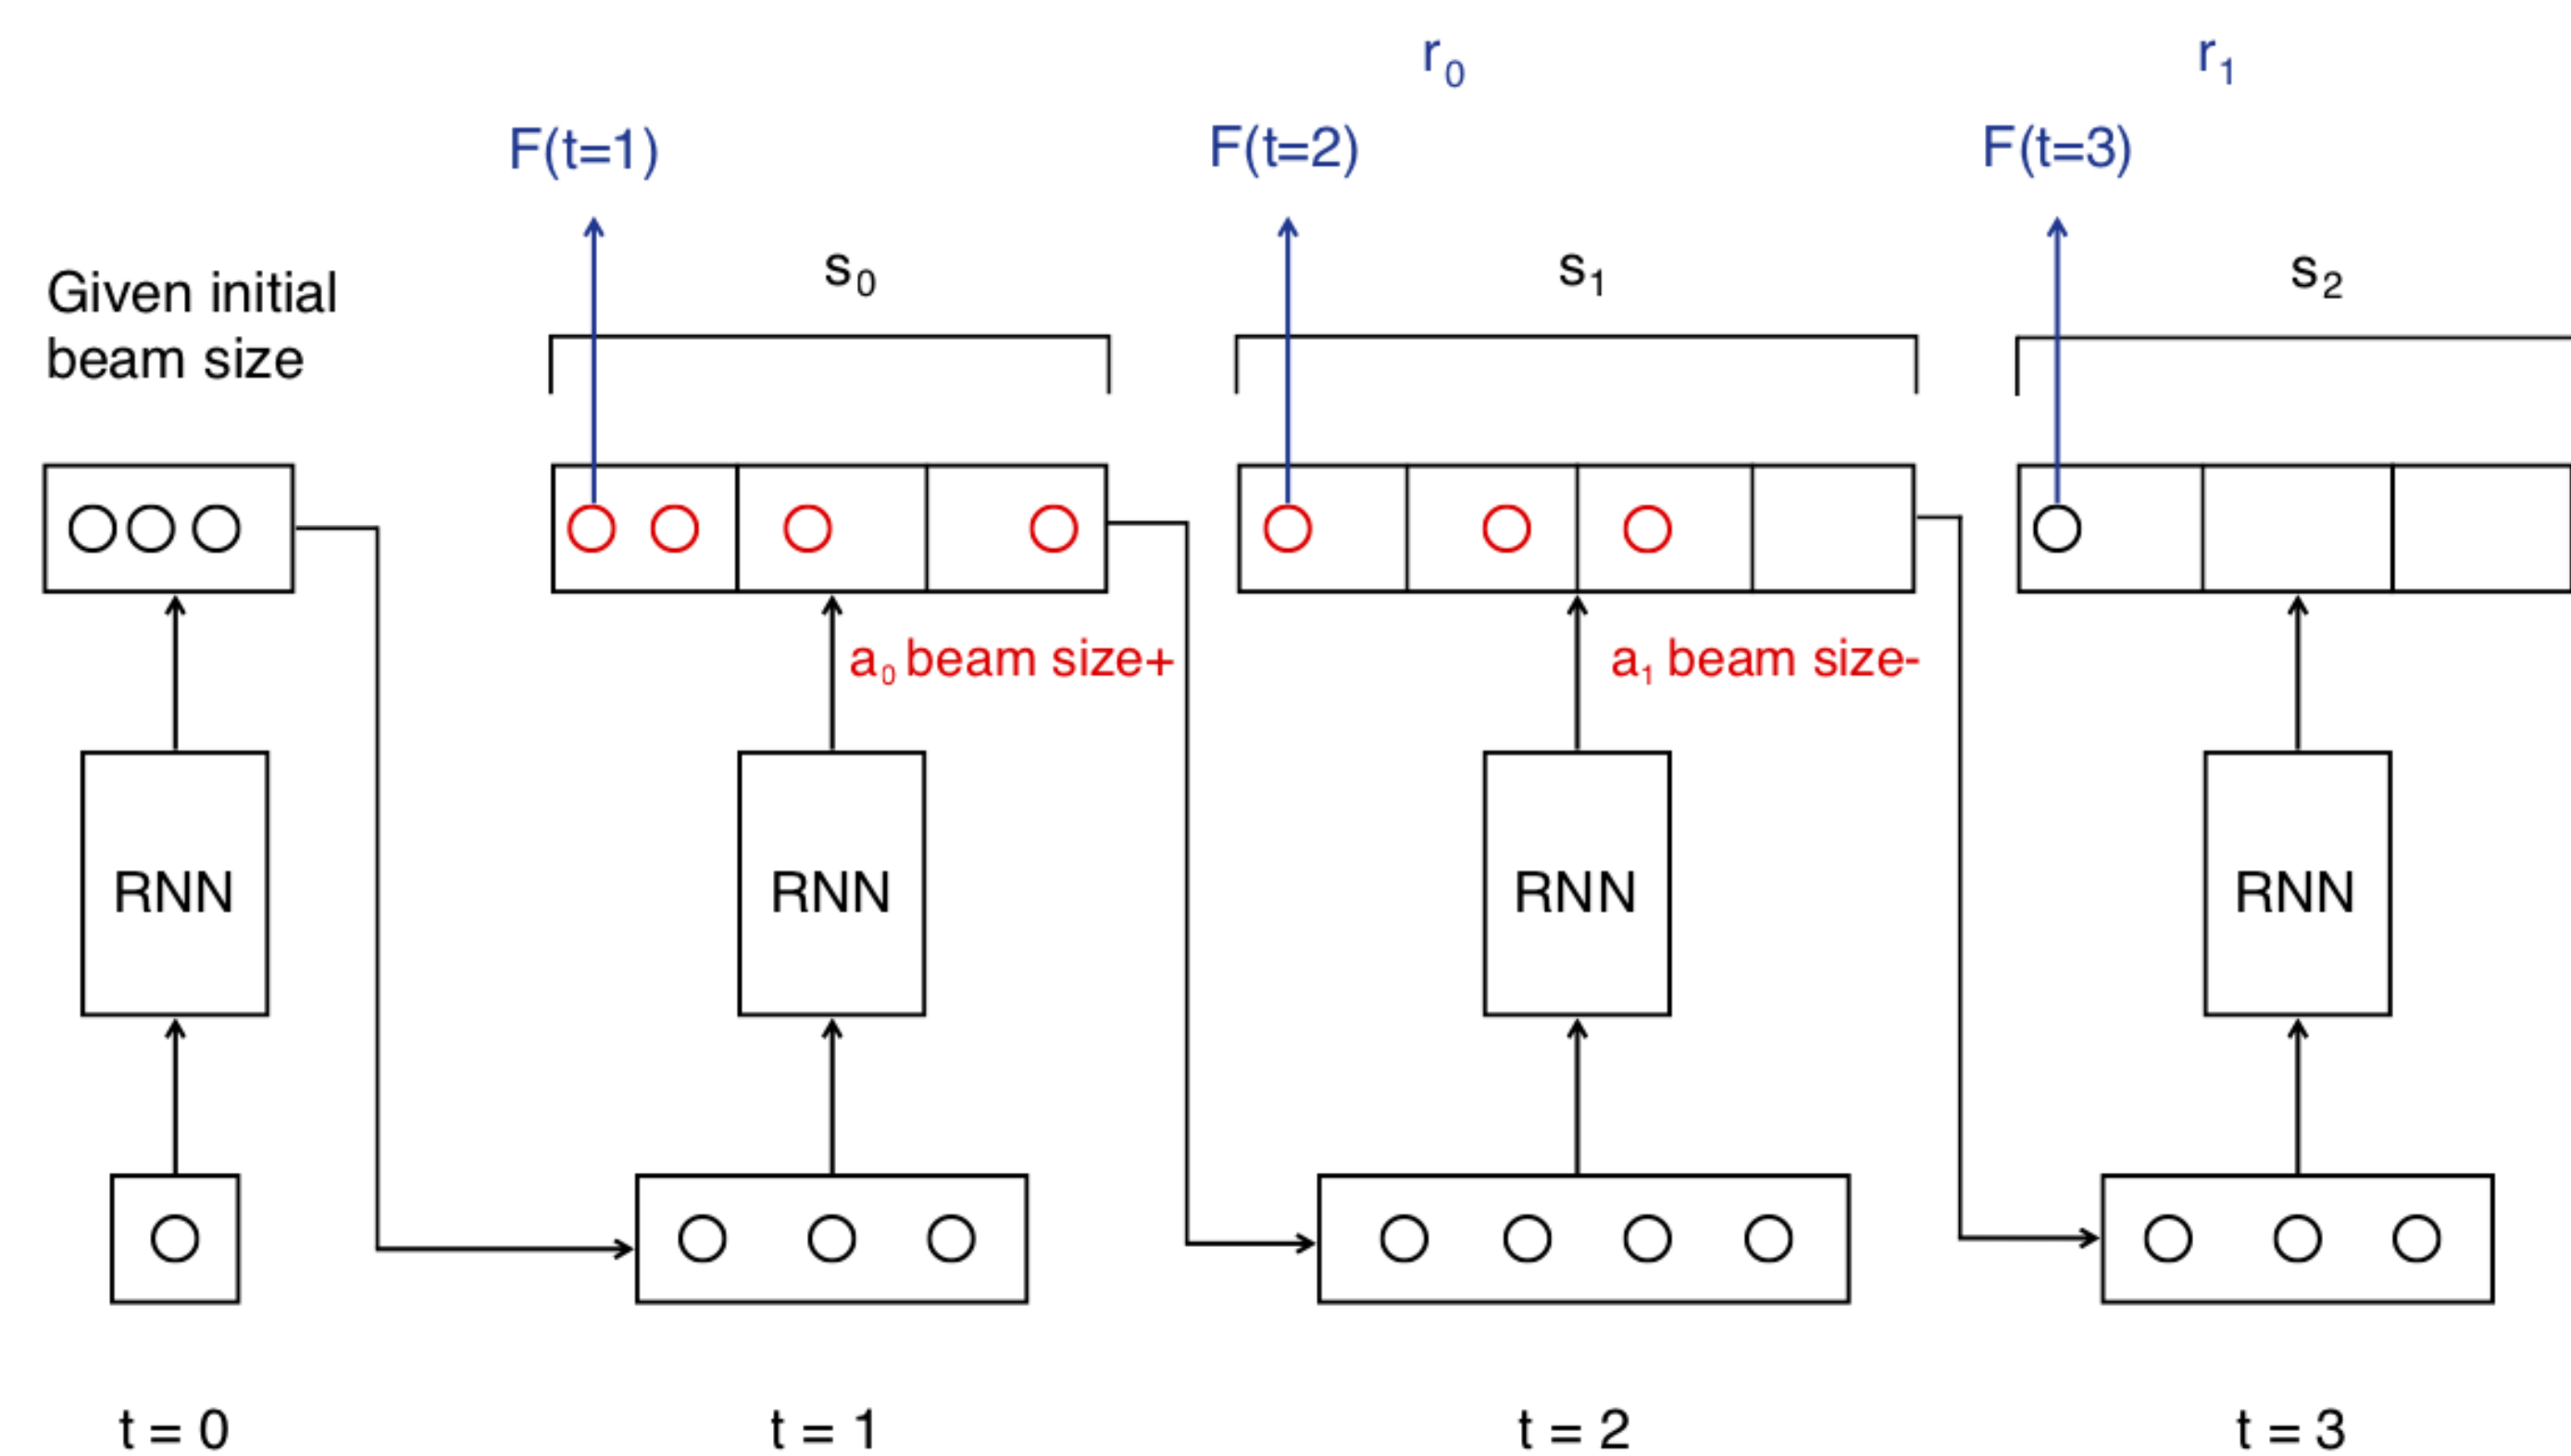 r0 r1
F(t=1) F(t=2) F(t=3)
Given initial
beam size
s0 s1 s2
a0 beam size+ a1 beam size-
RNN RNN RNN RNN
t = 0 t = 1 t = 2 t = 3